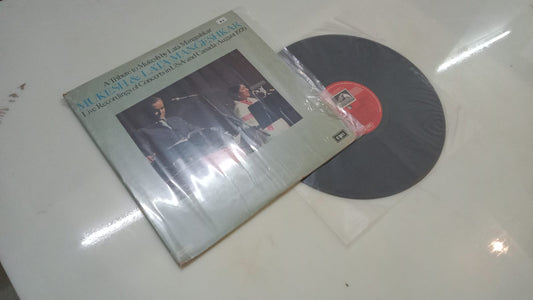 A Tribute to Mukesh by Lata Mangeshkar
MUKESH & LATA MANGESHKAR
Live Recordings of Concerts in USA and Canada August 1976